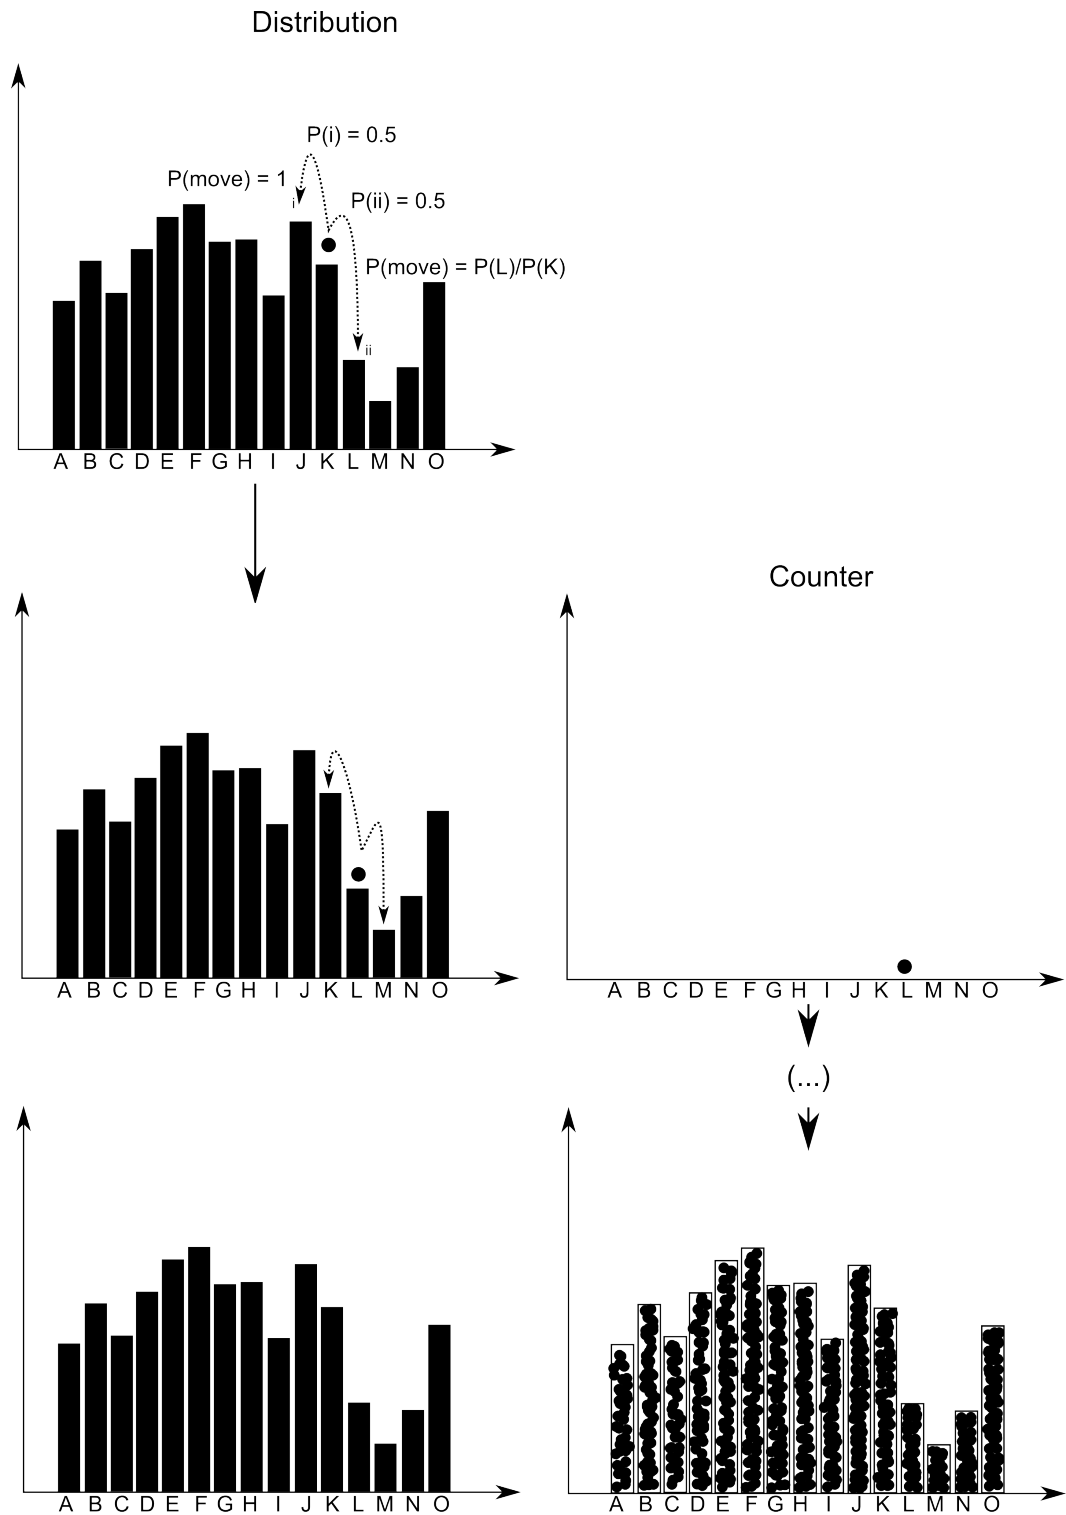 Distribution
P(i) = 0.5
P(move) = 1
i
P(ii) = 0.5
P(move) = P(L)/P(K)
ii
A B C D E F G H I J K L M N O
Counter
A B C D E F G H I J K L M N O
A B C D E F G H I J K L M N O
(...)
A B C D E F G H I J K L M N O
A B C D E F G H I J K L M N O